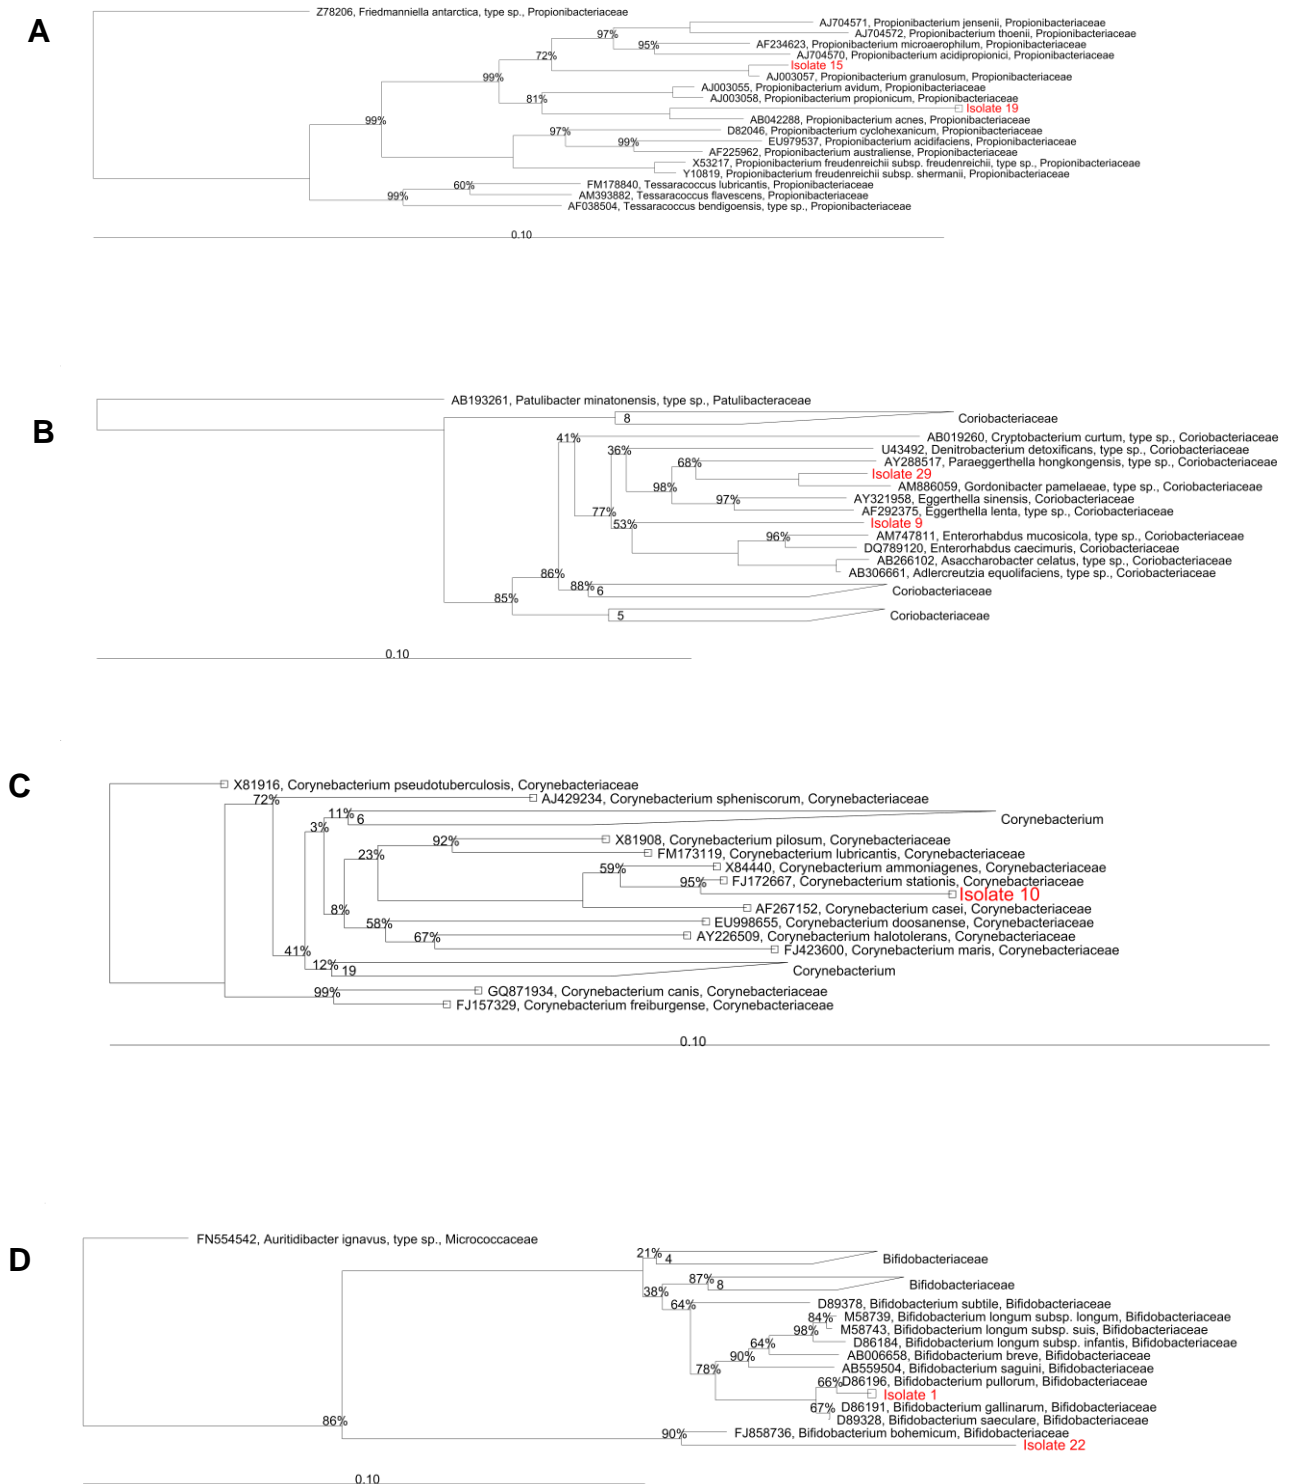 A
Z78206, Friedmanniella antarctica, type sp., Propionibacteriaceae
AJ704571, Propionibacterium jensenii, Propionibacteriaceae
97%
AJ704572, Propionibacterium thoenii, Propionibacteriaceae
95%
AF234623, Propionibacterium microaerophilum, Propionibacteriaceae
72%
AJ704570, Propionibacterium acidipropionici, Propionibacteriaceae
Isolate 15
99%
AJ003057, Propionibacterium granulosum, Propionibacteriaceae
AJ003055, Propionibacterium avidum, Propionibacteriaceae
81%
AJ003058, Propionibacterium propionicum, Propionibacteriaceae
Isolate 19
99%
AB042288, Propionibacterium acnes, Propionibacteriaceae
97%
D82046, Propionibacterium cyclohexanicum, Propionibacteriaceae
99%
EU979537, Propionibacterium acidifaciens, Propionibacteriaceae
AF225962, Propionibacterium australiense, Propionibacteriaceae
X53217, Propionibacterium freudenreichii subsp. freudenreichii, type sp., Propionibacteriaceae
Y10819, Propionibacterium freudenreichii subsp. shermanii, Propionibacteriaceae
60%
FM178840, Tessaracoccus lubricantis, Propionibacteriaceae
99%
AM393882, Tessaracoccus flavescens, Propionibacteriaceae
AF038504, Tessaracoccus bendigoensis, type sp., Propionibacteriaceae
0.10
B
AB193261, Patulibacter minatonensis, type sp., Patulibacteraceae
8
Coriobacteriaceae
41%
AB019260, Cryptobacterium curtum, type sp., Coriobacteriaceae
36%
U43492, Denitrobacterium detoxificans, type sp., Coriobacteriaceae
68%
AY288517, Paraeggerthella hongkongensis, type sp., Coriobacteriaceae
Isolate 29
98%
AM886059, Gordonibacter pamelaeae, type sp., Coriobacteriaceae
97%
AY321958, Eggerthella sinensis, Coriobacteriaceae
77%
AF292375, Eggerthella lenta, type sp., Coriobacteriaceae
53%
Isolate 9
96%
AM747811, Enterorhabdus mucosicola, type sp., Coriobacteriaceae
DQ789120, Enterorhabdus caecimuris, Coriobacteriaceae
AB266102, Asaccharobacter celatus, type sp., Coriobacteriaceae
86%
AB306661, Adlercreutzia equolifaciens, type sp., Coriobacteriaceae
88%
6
Coriobacteriaceae
85%
5
Coriobacteriaceae
0.10
C
X81916, Corynebacterium pseudotuberculosis, Corynebacteriaceae
72%
AJ429234, Corynebacterium spheniscorum, Corynebacteriaceae
11%
6
Corynebacterium
3%
92%
X81908, Corynebacterium pilosum, Corynebacteriaceae
23%
FM173119, Corynebacterium lubricantis, Corynebacteriaceae
59%
X84440, Corynebacterium ammoniagenes, Corynebacteriaceae
95%
FJ172667, Corynebacterium stationis, Corynebacteriaceae
Isolate 10
8%
AF267152, Corynebacterium casei, Corynebacteriaceae
58%
EU998655, Corynebacterium doosanense, Corynebacteriaceae
67%
AY226509, Corynebacterium halotolerans, Corynebacteriaceae
41%
FJ423600, Corynebacterium maris, Corynebacteriaceae
12%
19
Corynebacterium
99%
GQ871934, Corynebacterium canis, Corynebacteriaceae
FJ157329, Corynebacterium freiburgense, Corynebacteriaceae
0.10
D
FN554542, Auritidibacter ignavus, type sp., Micrococcaceae
21%
4
Bifidobacteriaceae
87%
8
Bifidobacteriaceae
38%
64%
D89378, Bifidobacterium subtile, Bifidobacteriaceae
84%
M58739, Bifidobacterium longum subsp. longum, Bifidobacteriaceae
98%
M58743, Bifidobacterium longum subsp. suis, Bifidobacteriaceae
64%
D86184, Bifidobacterium longum subsp. infantis, Bifidobacteriaceae
90%
AB006658, Bifidobacterium breve, Bifidobacteriaceae
78%
AB559504, Bifidobacterium saguini, Bifidobacteriaceae
66%
D86196, Bifidobacterium pullorum, Bifidobacteriaceae
Isolate 1
67%
D86191, Bifidobacterium gallinarum, Bifidobacteriaceae
86%
D89328, Bifidobacterium saeculare, Bifidobacteriaceae
90%
FJ858736, Bifidobacterium bohemicum, Bifidobacteriaceae
Isolate 22
0.10